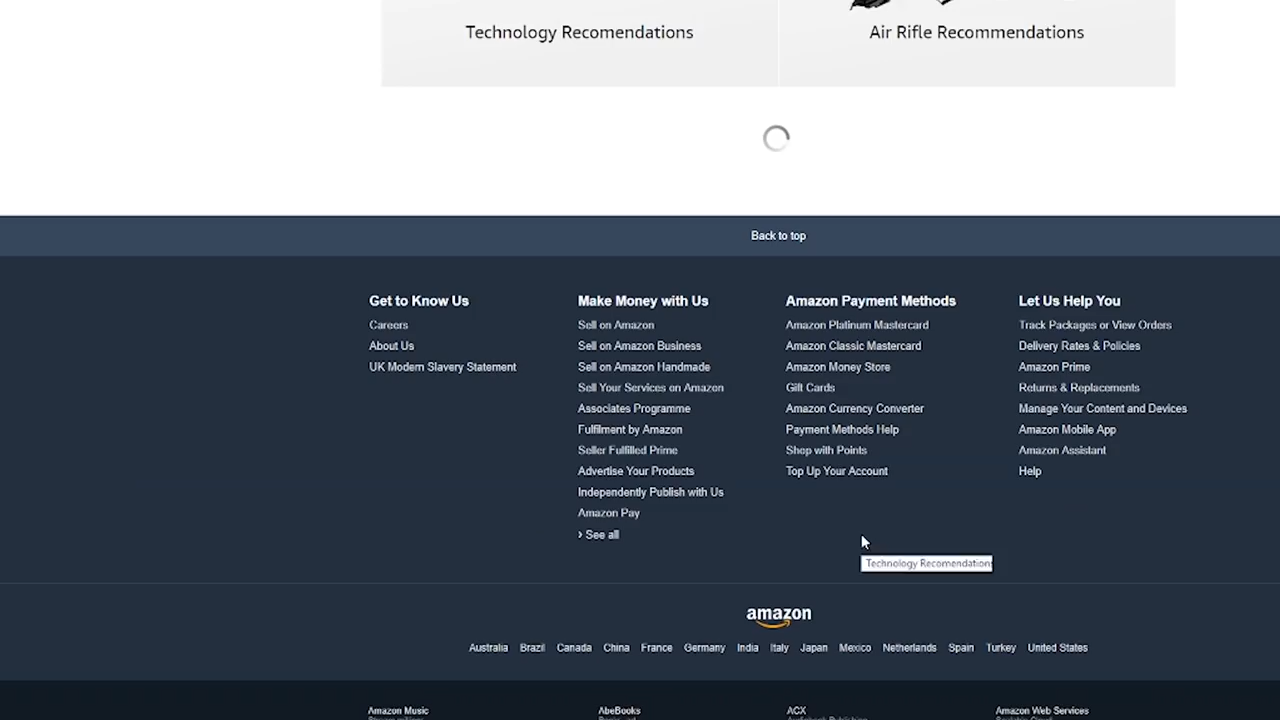 Technology Recomendations
Air Rifle Recommendations
Back to top
Get to Know Us
Careers
About Us
UK Modern Slavery Statement
Make Money with Us
Sell on Amazon
Sell on Amazon Business
Sell on Amazon Handmade
Sell Your Services on Amazon
Associates Programme
Fulfilment by Amazon
Seller Fulfilled Prime
Advertise Your Products
Independently Publish with Us
Amazon Pay
› See all
Amazon Payment Methods
Amazon Platinum Mastercard
Amazon Classic Mastercard
Amazon Money Store
Gift Cards
Amazon Currency Converter
Payment Methods Help
Shop with Points
Top Up Your Account
Let Us Help You
Track Packages or View Orders
Delivery Rates & Policies
Amazon Prime
Returns & Replacements
Manage Your Content and Devices
Amazon Mobile App
Amazon Assistant
Help
Technology Recomendations
amazon
Australia Brazil Canada China France Germany India Italy Japan Mexico Netherlands Spain Turkey United States
Amazon Music
AbeBooks
ACX
Amazon Web Services